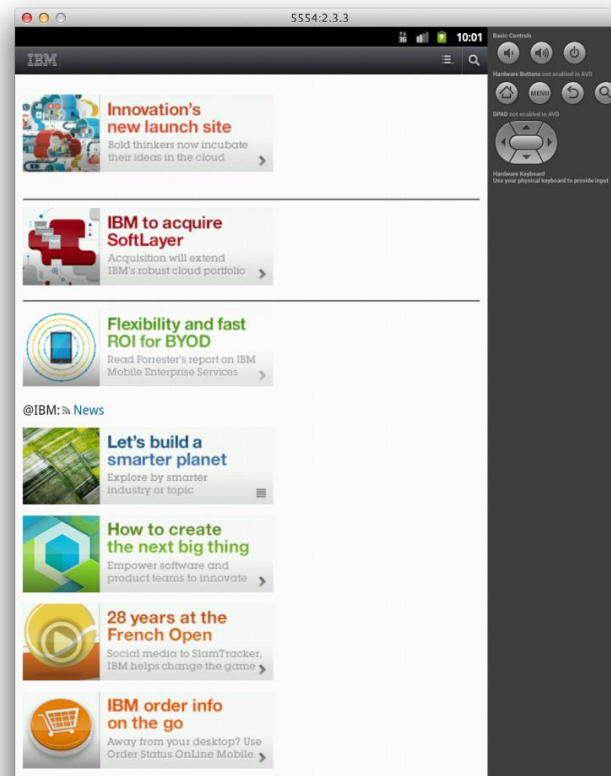 5554:2.3.3
3G 10:01
IBM
Basic Controls
Hardware Buttons not enabled in AVD
MENU
DPAD not enabled in AVD
Hardware Keyboard
Use your physical keyboard to provide input
Innovation's
new launch site
Bold thinkers now incubate
their ideas in the cloud
IBM to acquire
SoftLayer
Acquisition will extend
IBM's robust cloud portfolio
Flexibility and fast
ROI for BYOD
Read Forrester's report on IBM
Mobile Enterprise Services
@IBM: News
Let's build a
smarter planet
Explore by smarter
industry or topic
How to create
the next big thing
Empower software and
product teams to innovate
28 years at the
French Open
Social media to SlamTracker,
IBM helps change the game
IBM order info
on the go
Away from your desktop? Use
Order Status OnLine Mobile.